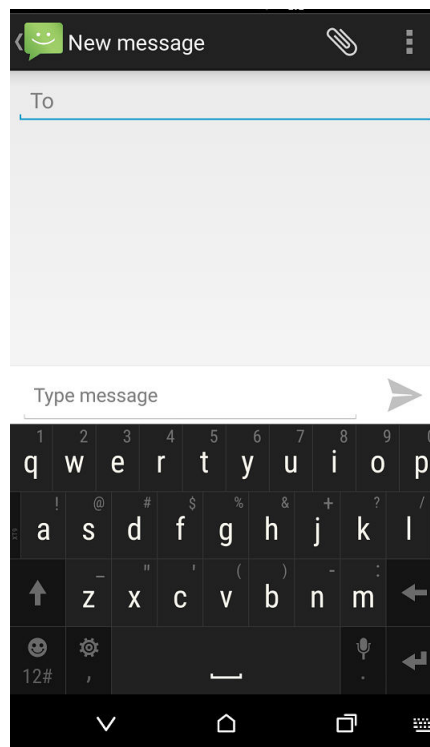 New message
To
Type message
1 2 3 4 5 6 7 8 9
q w e r t y u i o p
! @ # $ % & + ? /
a s d f g h j k l
_ " ' ( ) - :
z x c v b n m
12# , .